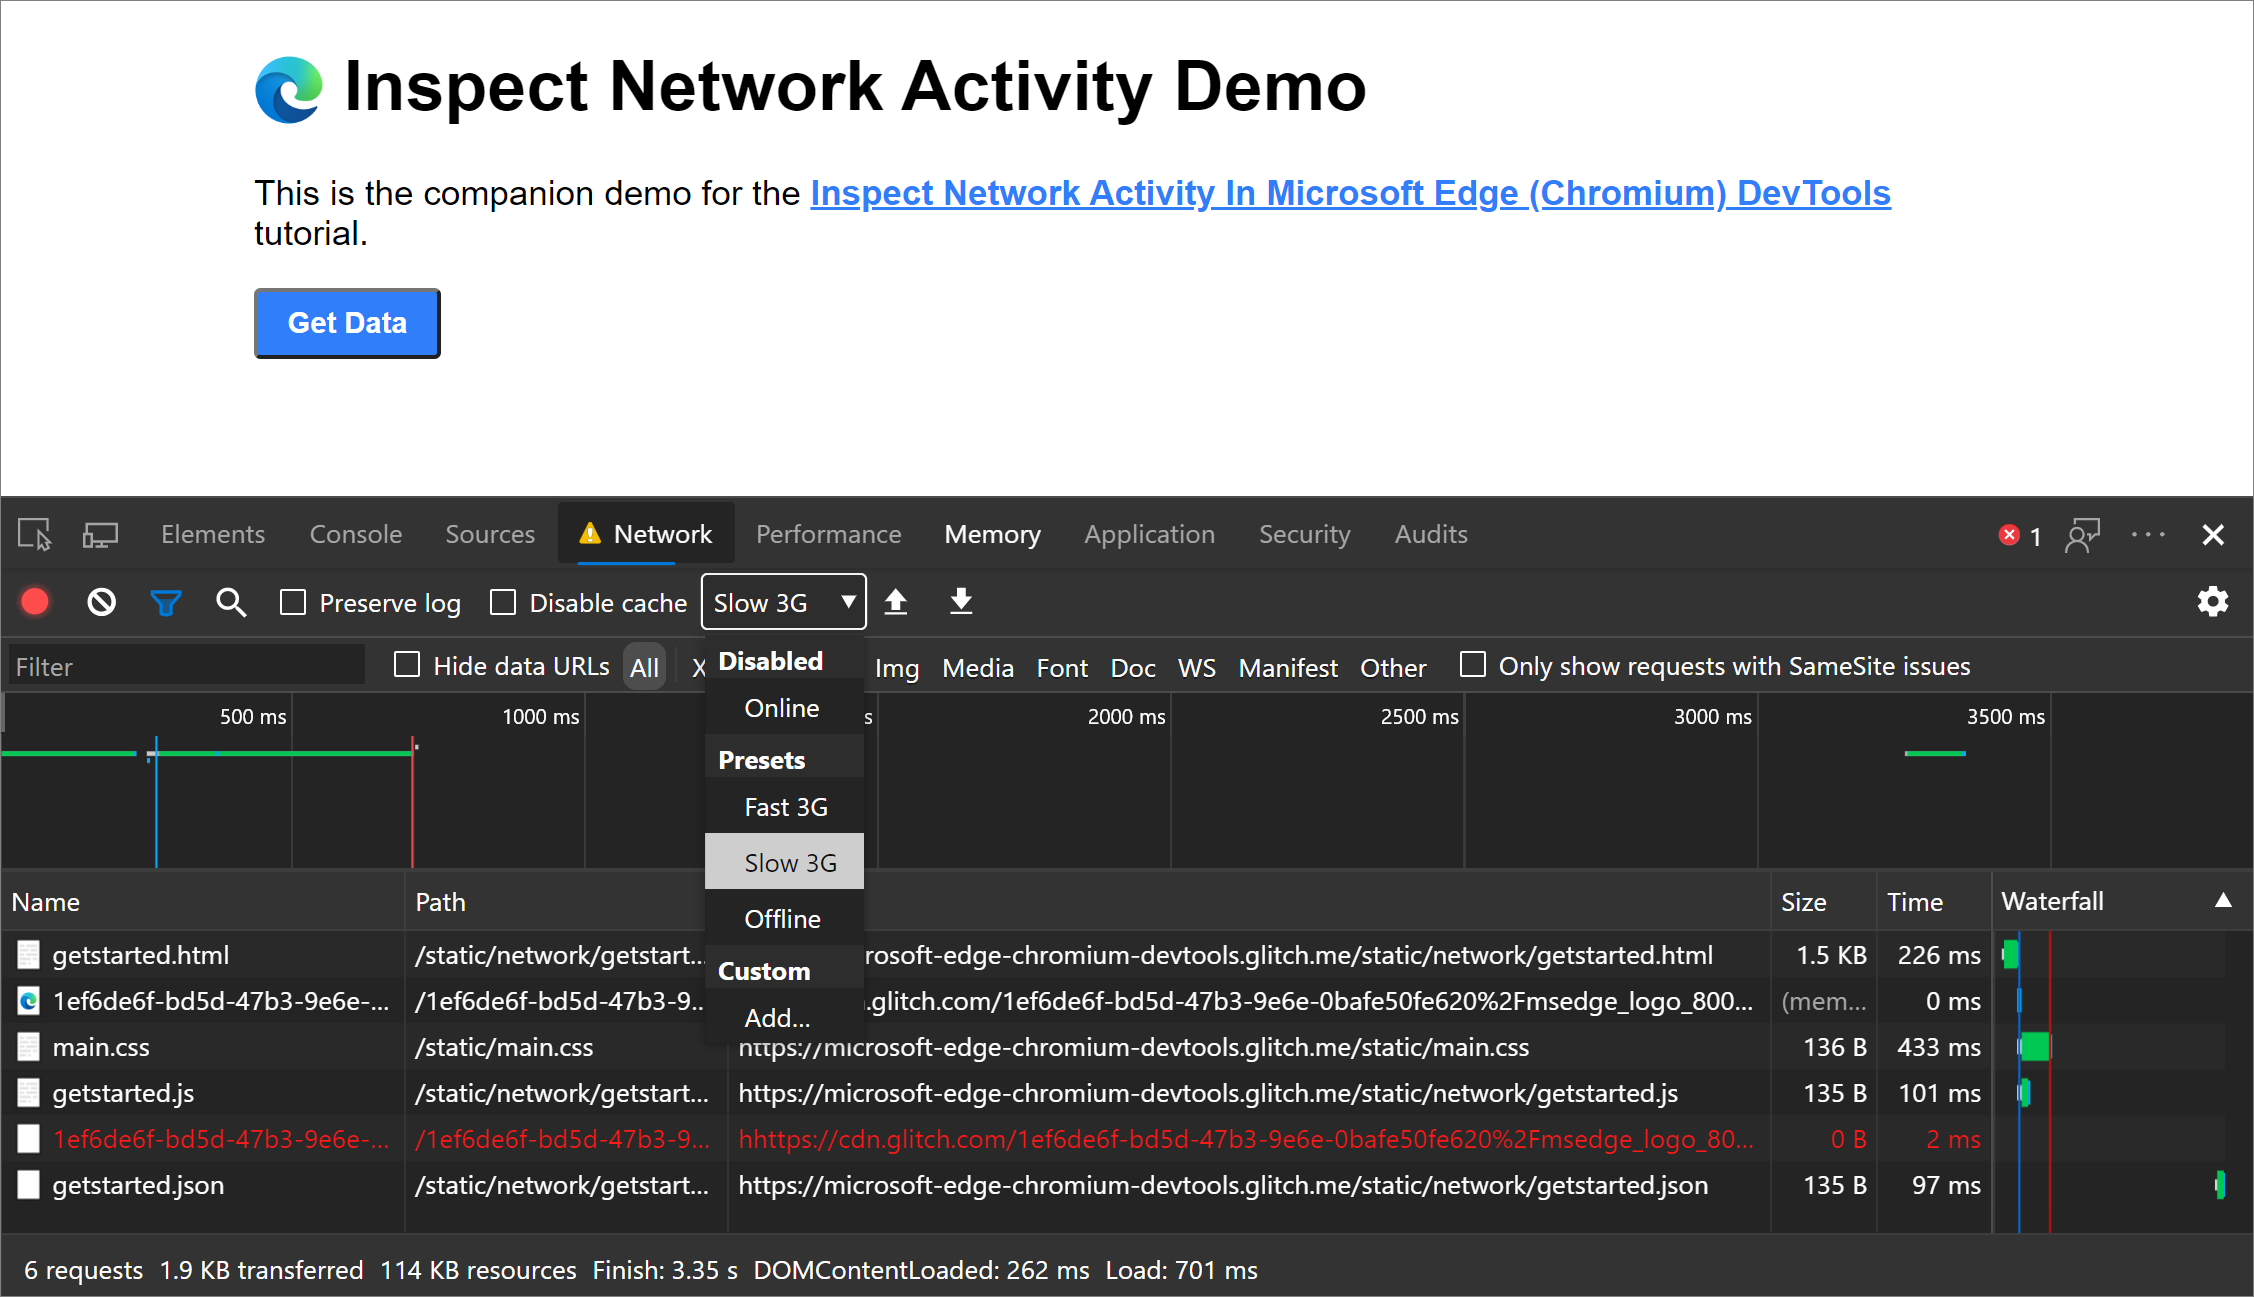 Inspect Network Activity Demo
This is the companion demo for the Inspect Network Activity In Microsoft Edge (Chromium) DevTools
tutorial.
Get Data
Elements Console Sources Network Performance Memory Application Security Audits 1
Preserve log Disable cache Slow 3G
Filter Hide data URLs All X Img Media Font Doc WS Manifest Other Only show requests with SameSite issues
Disabled
Online
Presets
Fast 3G
Slow 3G
Offline
Custom
Add...
500 ms 1000 ms s 2000 ms 2500 ms 3000 ms 3500 ms
Name Path Size Time Waterfall
getstarted.html /static/network/getstart... rosoft-edge-chromium-devtools.glitch.me/static/network/getstarted.html 1.5 KB 226 ms
1ef6de6f-bd5d-47b3-9e6e-... /1ef6de6f-bd5d-47b3-9... .glitch.com/1ef6de6f-bd5d-47b3-9e6e-0bafe50fe620%2Fmsedge_logo_800... (mem... 0 ms
main.css /static/main.css https://microsoft-edge-chromium-devtools.glitch.me/static/main.css 136 B 433 ms
getstarted.js /static/network/getstart... https://microsoft-edge-chromium-devtools.glitch.me/static/network/getstarted.js 135 B 101 ms
1ef6de6f-bd5d-47b3-9e6e-... /1ef6de6f-bd5d-47b3-9... hhttps://cdn.glitch.com/1ef6de6f-bd5d-47b3-9e6e-0bafe50fe620%2Fmsedge_logo_80... 0 B 2 ms
getstarted.json /static/network/getstart... https://microsoft-edge-chromium-devtools.glitch.me/static/network/getstarted.json 135 B 97 ms
6 requests 1.9 KB transferred 114 KB resources Finish: 3.35 s DOMContentLoaded: 262 ms Load: 701 ms